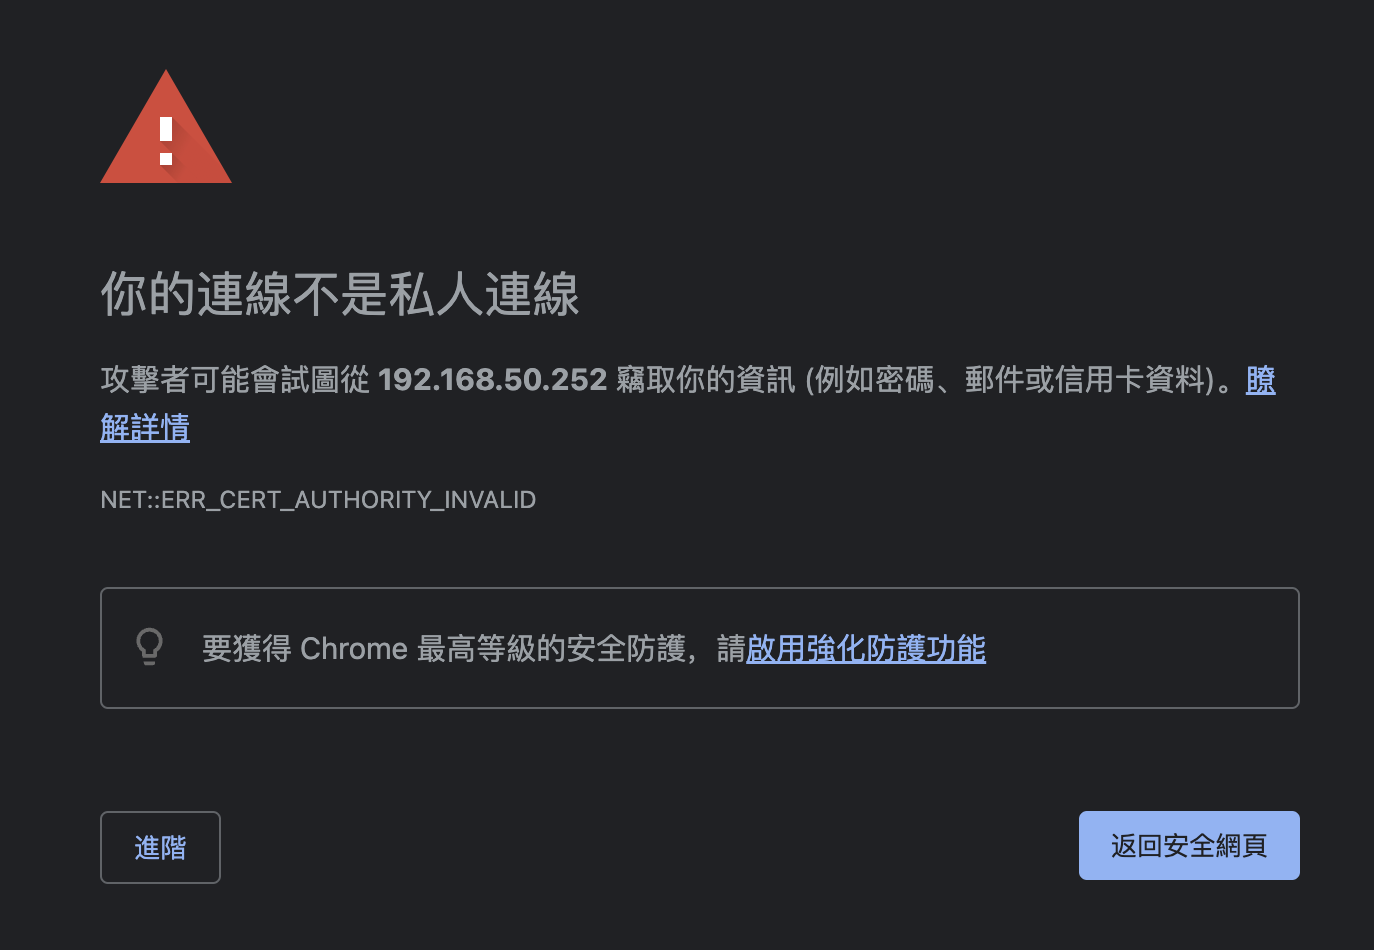 你的連線不是私人連線
攻擊者可能會試圖從 192.168.50.252 竊取你的資訊 (例如密碼、郵件或信用卡資料)。瞭
解詳情
NET::ERR_CERT_AUTHORITY_INVALID
要獲得 Chrome 最高等級的安全防護，請啟用強化防護功能
進階
返回安全網頁